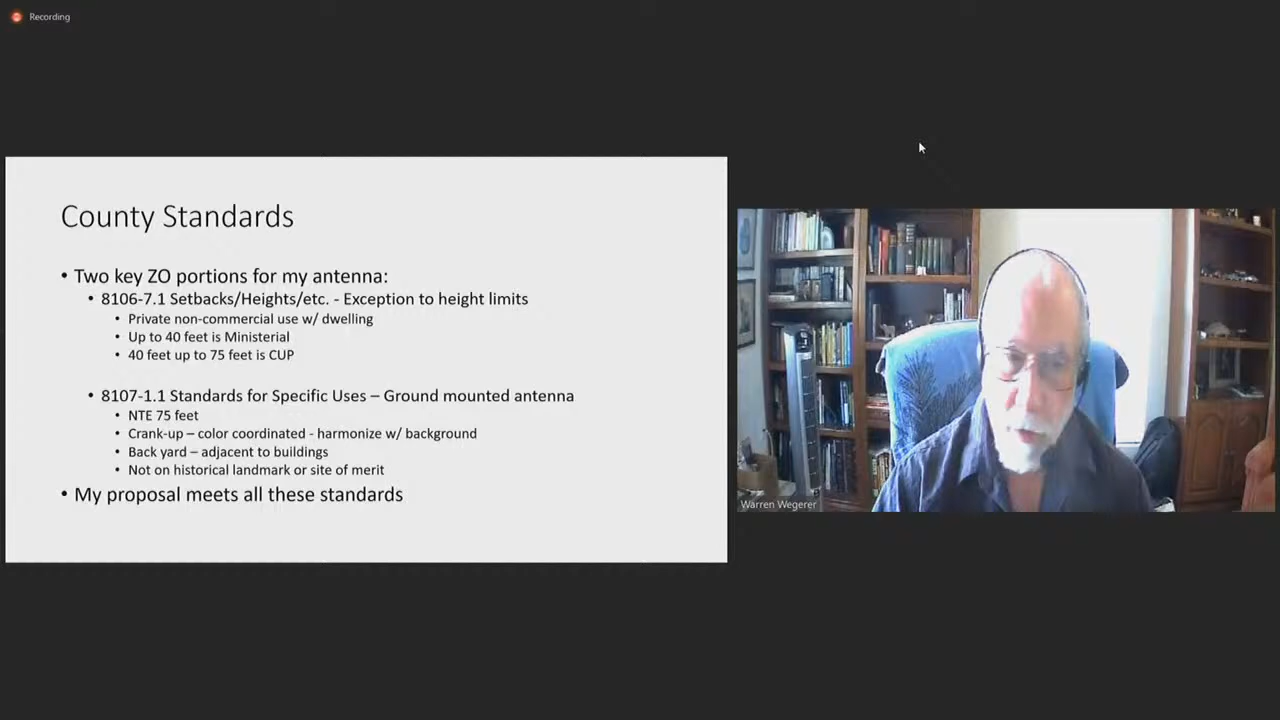 Recording
County Standards
• Two key ZO portions for my antenna:
• 8106-7.1 Setbacks/Heights/etc. - Exception to height limits
• Private non-commercial use w/ dwelling
• Up to 40 feet is Ministerial
• 40 feet up to 75 feet is CUP
• 8107-1.1 Standards for Specific Uses – Ground mounted antenna
• NTE 75 feet
• Crank-up – color coordinated - harmonize w/ background
• Back yard – adjacent to buildings
• Not on historical landmark or site of merit
• My proposal meets all these standards
Warren Wegerer